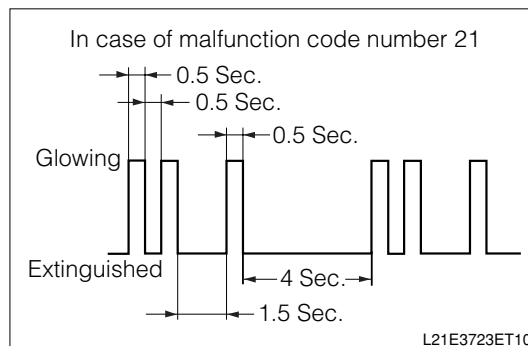 In case of malfunction code number 21
0.5 Sec.
0.5 Sec.
0.5 Sec.
Glowing
Extinguished
4 Sec.
1.5 Sec.
L21E3723ET10